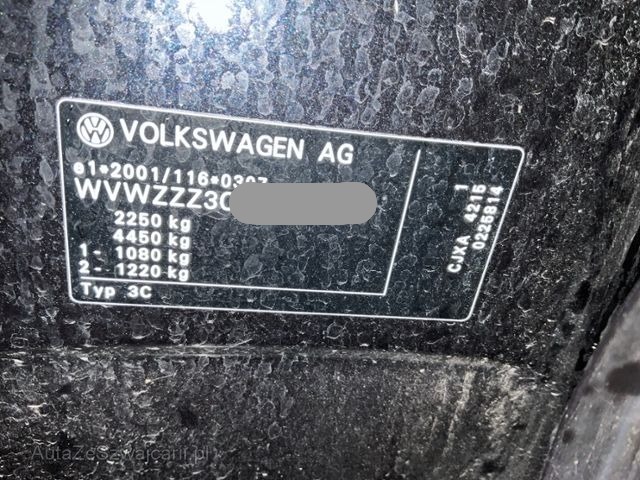 VOLKSWAGEN AG
e1*2001/116*0307
WVWZZZ3C
2250 kg
4450 kg
1- 1080 kg
2- 1220 kg
Typ 3C
1
CJXA 4215
0225814
AutaZeSzwajcarii.pl